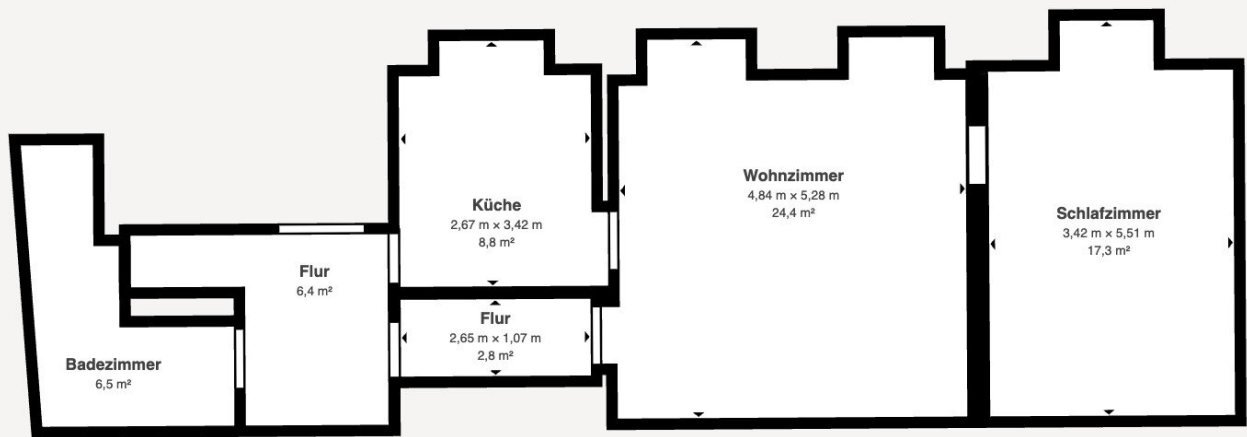 Küche
2,67 m × 3,42 m
8,8 m²
Wohnzimmer
4,84 m × 5,28 m
24,4 m²
Schlafzimmer
3,42 m × 5,51 m
17,3 m²
Flur
6,4 m²
Flur
2,65 m × 1,07 m
2,8 m²
Badezimmer
6,5 m²